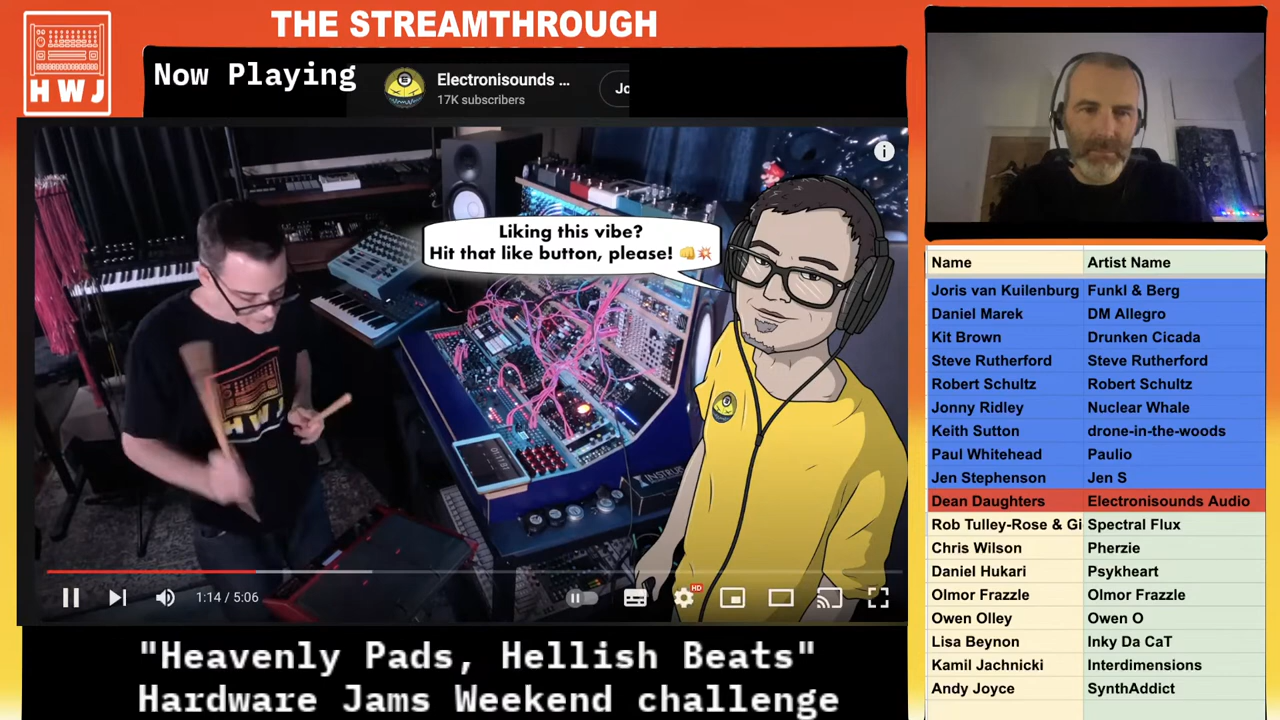 THE STREAMTHROUGH
HWJ
Now Playing
Electronisounds ...
Jo
17K subscribers
Liking this vibe?
Hit that like button, please! 👊💥
HWJ
INSTRU
HD
1:14 / 5:06
"Heavenly Pads, Hellish Beats"
Hardware Jams Weekend challenge
Name Artist Name
Joris van Kuilenburg Funkl & Berg
Daniel Marek DM Allegro
Kit Brown Drunken Cicada
Steve Rutherford Steve Rutherford
Robert Schultz Robert Schultz
Jonny Ridley Nuclear Whale
Keith Sutton drone-in-the-woods
Paul Whitehead Paulio
Jen Stephenson Jen S
Dean Daughters Electronisounds Audio
Rob Tulley-Rose & Gi Spectral Flux
Chris Wilson Pherzie
Daniel Hukari Psykheart
Olmor Frazzle Olmor Frazzle
Owen Olley Owen O
Lisa Beynon Inky Da CaT
Kamil Jachnicki Interdimensions
Andy Joyce SynthAddict